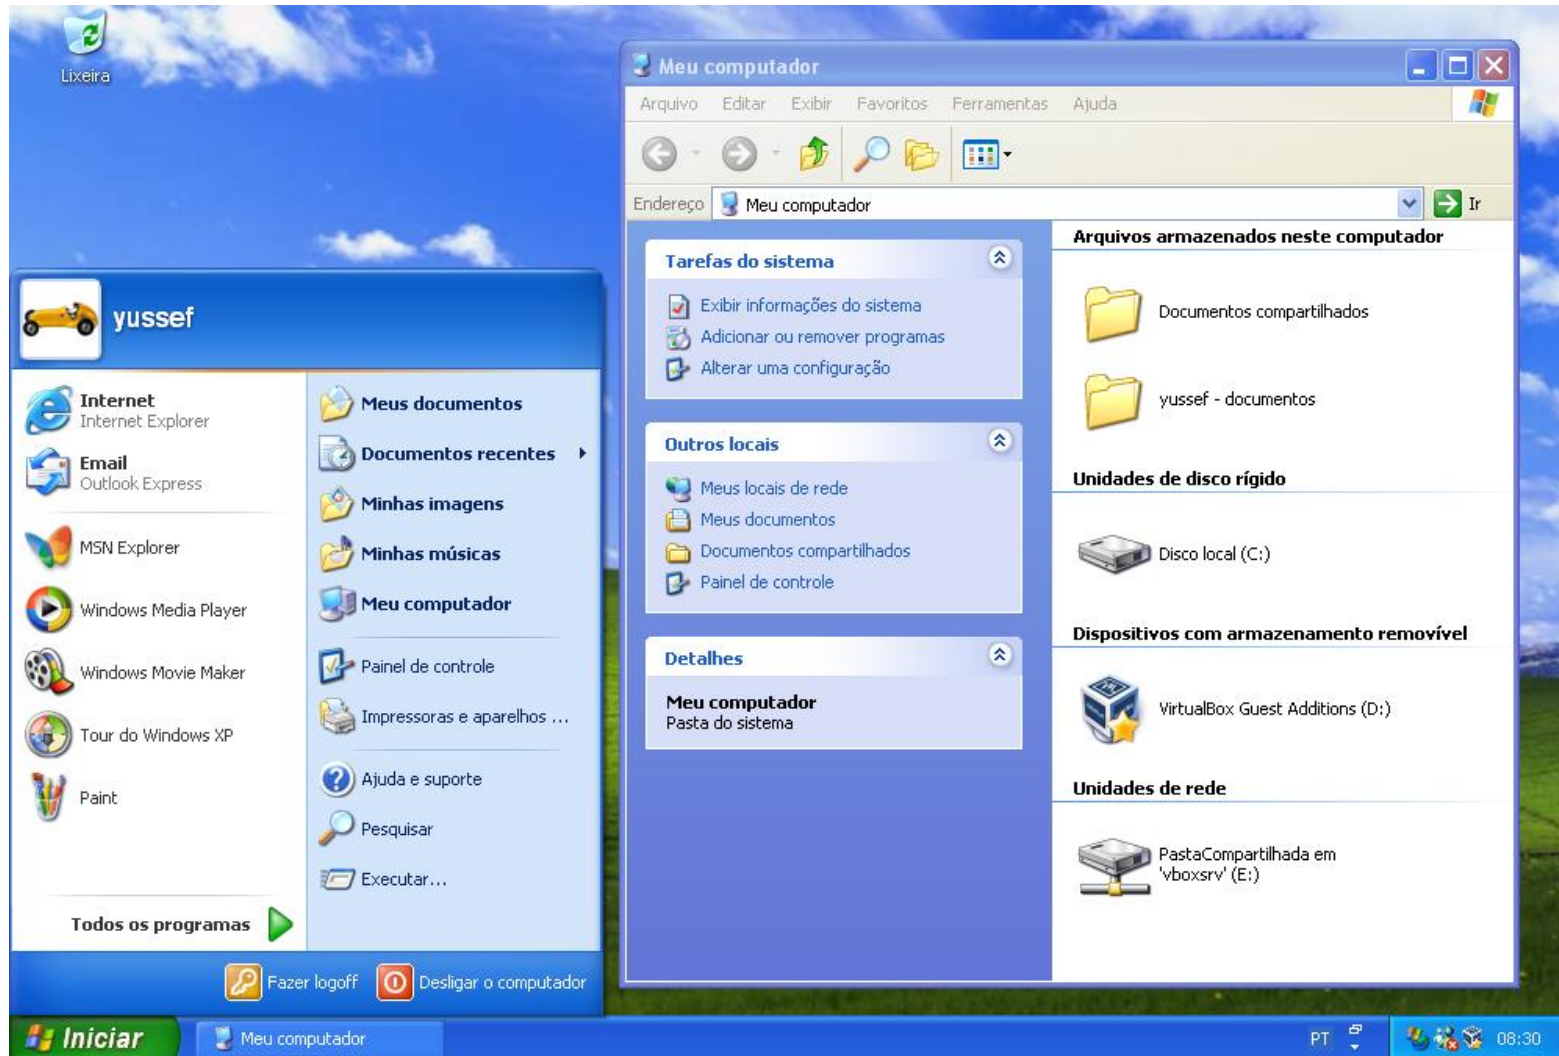 Lixeira
Meu computador
Arquivo Editar Exibir Favoritos Ferramentas Ajuda
Endereço Meu computador Ir
Tarefas do sistema
Exibir informações do sistema
Adicionar ou remover programas
Alterar uma configuração
Outros locais
Meus locais de rede
Meus documentos
Documentos compartilhados
Painel de controle
Detalhes
Meu computador
Pasta do sistema
Arquivos armazenados neste computador
Documentos compartilhados
yussef - documentos
Unidades de disco rígido
Disco local (C:)
Dispositivos com armazenamento removível
VirtualBox Guest Additions (D:)
Unidades de rede
PastaCompartilhada em
'vboxsrv' (E:)
yussef
Internet
Internet Explorer
Email
Outlook Express
MSN Explorer
Windows Media Player
Windows Movie Maker
Tour do Windows XP
Paint
Todos os programas
Meus documentos
Documentos recentes
Minhas imagens
Minhas músicas
Meu computador
Painel de controle
Impressoras e aparelhos ...
Ajuda e suporte
Pesquisar
Executar...
Fazer logoff
Desligar o computador
Iniciar
Meu computador
PT
08:30